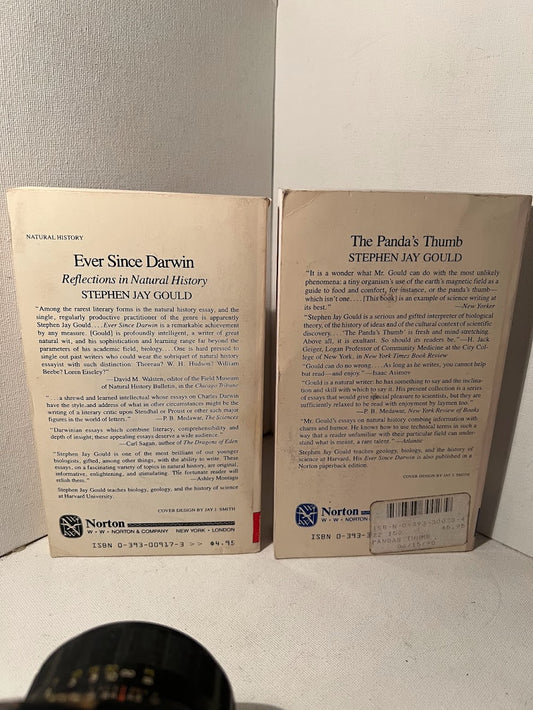 NATURAL HISTORY
Ever Since Darwin
Reflections in Natural History
STEPHEN JAY GOULD
"Among the rarest literary forms is the natural history essay, and the
single, regularly productive practitioner of the genre is apparently
Stephen Jay Gould. . . . Ever Since Darwin is a remarkable achievement
by any measure. [Gould] is profoundly intelligent, a writer of great
natural wit, and his sophistication and learning range far beyond the
parameters of his academic field, biology. . . . One is hard pressed to
single out past writers who could wear the sobriquet of natural history
essayist with such distinction: Thoreau? W. H. Hudson? William
Beebe? Loren Eiseley?"
—David M. Walsten, editor of the Field Museum
of Natural History Bulletin, in the Chicago Tribune
". . . a shrewd and learned intellectual whose essays on Charles Darwin
have the style and address of what in other circumstances might be the
writing of a literary critic upon Stendhal or Proust or other such major
figures in the world of letters." —P. B. Medawar, The Sciences
"Darwinian essays which combine literacy, comprehensibility and
depth of insight; these appealing essays deserve a wide audience."
—Carl Sagan, author of The Dragons of Eden
"Stephen Jay Gould is one of the most brilliant of our younger
biologists, gifted, among other things, with the ability to write. These
essays, on a fascinating variety of topics in natural history, are original,
informative, enlightening, and stimulating. The fortunate reader will
relish them." —Ashley Montagu
Stephen Jay Gould teaches biology, geology, and the history of science
at Harvard University.
COVER DESIGN BY JAY J. SMITH
Norton
W · W · NORTON & COMPANY NEW YORK · LONDON
ISBN 0-393-00917-3 >> $4.95
The Panda's Thumb
STEPHEN JAY GOULD
"It is a wonder what Mr. Gould can do with the most unlikely
phenomena: a tiny organism's use of the earth's magnetic field as a
guide to food and comfort, for instance, or the panda's thumb—
which isn't one. . . . [This book] is an example of science writing at
its best." —New Yorker
"Stephen Jay Gould is a serious and gifted interpreter of biological
theory, of the history of ideas and of the cultural context of scientific
discovery. . . . 'The Panda's Thumb' is fresh and mind-stretching.
Above all, it is exultant. So should its readers be."—H. Jack
Geiger, Logan Professor of Community Medicine at the City Col-
lege of New York, in New York Times Book Review
"Gould can do no wrong. . . . As long as he writes, you cannot help
but read—and enjoy."—Isaac Asimov
"Gould is a natural writer: he has something to say and the inclina-
tion and skill with which to say it. His present collection is a series
of essays that would give special pleasure to scientists, but they are
sufficiently relaxed to be read with enjoyment by laymen too."
—P. B. Medawar, New York Review of Books
"Mr. Gould's essays on natural history combine information with
charm and humor. He knows how to use technical terms in such a
way that a reader unfamiliar with their particular field can under-
stand what is meant, a rare talent." —Atlantic
Stephen Jay Gould teaches geology, biology, and the history of
science at Harvard. His Ever Since Darwin is also published in a
Norton paperback edition.
COVER DESIGN BY JAY J. SMITH
Norton
W · W · NORTON
ISBN 0-393-3
PANDAS THUMB